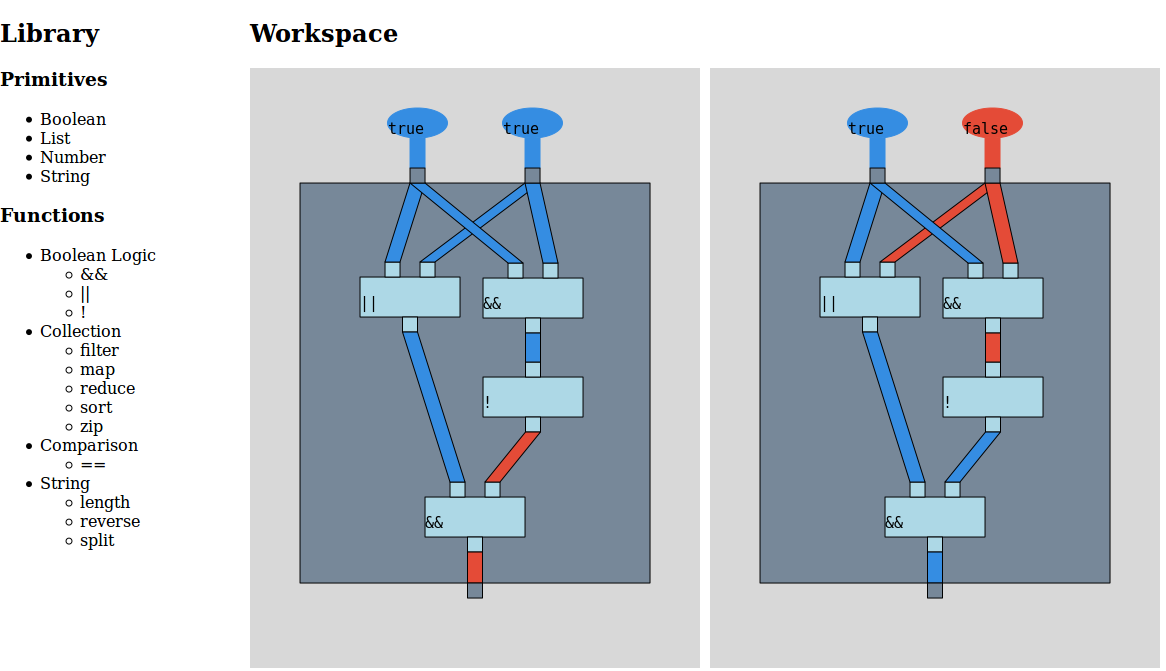 Library
Primitives
Boolean
List
Number
String
Functions
Boolean Logic
&&
||
!
Collection
filter
map
reduce
sort
zip
Comparison
==
String
length
reverse
split
Workspace
true
true
||
&&
!
&&
true
false
||
&&
!
&&